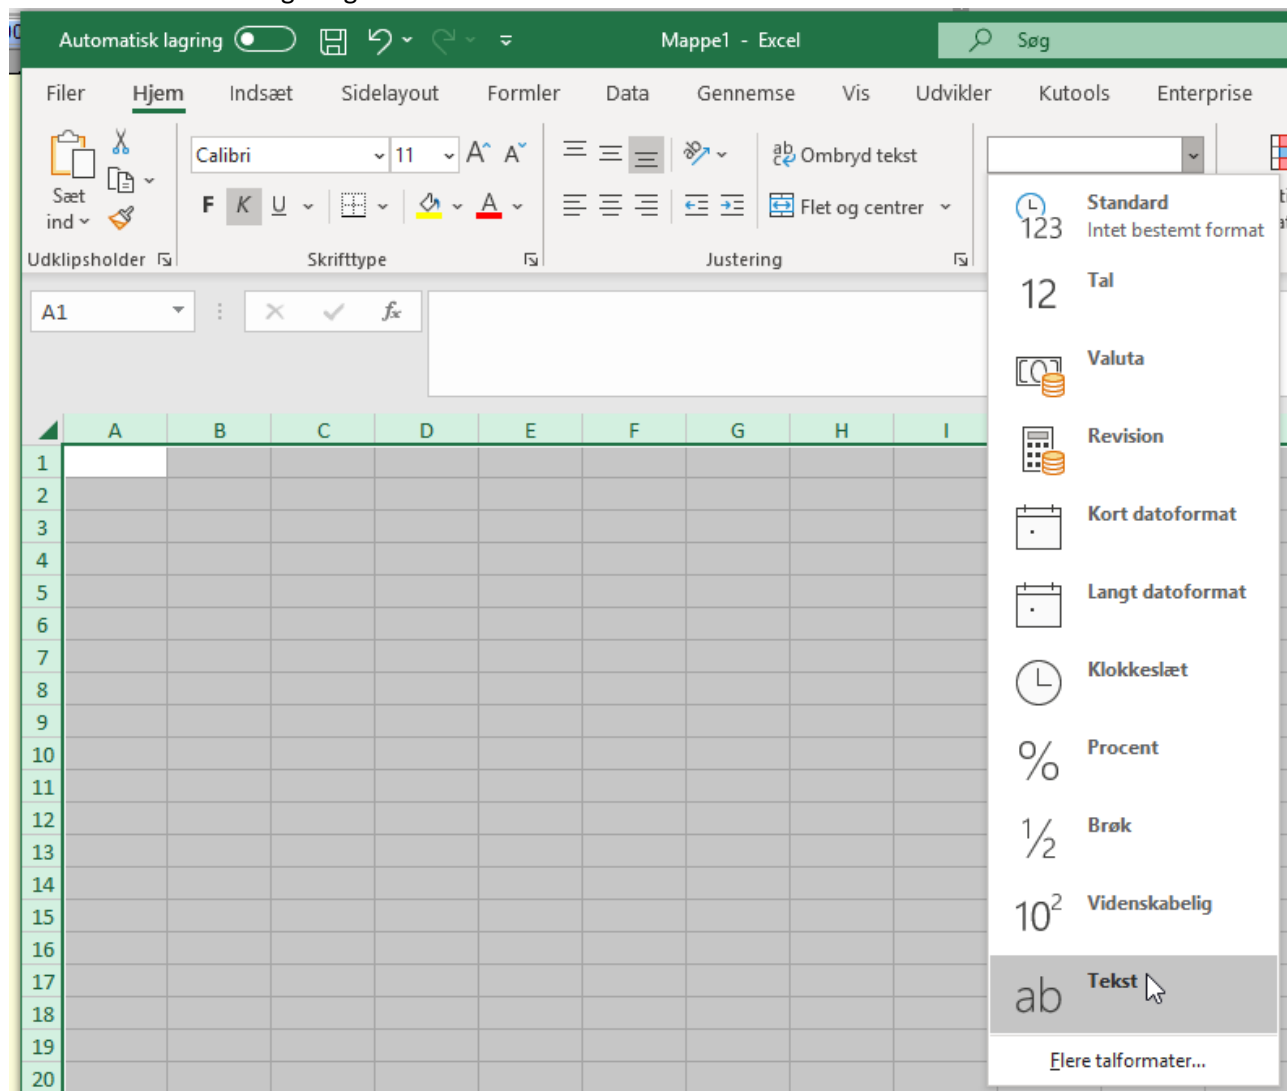 Automatisk lagring
Mappe1 - Excel
Søg
Filer Hjem Indsæt Sidelayout Formler Data Gennemse Vis Udvikler Kutools Enterprise
Sæt
ind
Calibri 11 A A
ab Ombryd tekst
F K U A
Flet og centrer
Udklipsholder Skrifttype Justering
A1 fx
A B C D E F G H I
1
2
3
4
5
6
7
8
9
10
11
12
13
14
15
16
17
18
19
20
123 Standard
Intet bestemt format
12 Tal
Valuta
Revision
Kort datoformat
Langt datoformat
Klokkeslæt
% Procent
1/2 Brøk
10² Videnskabelig
ab Tekst
Flere talformater...